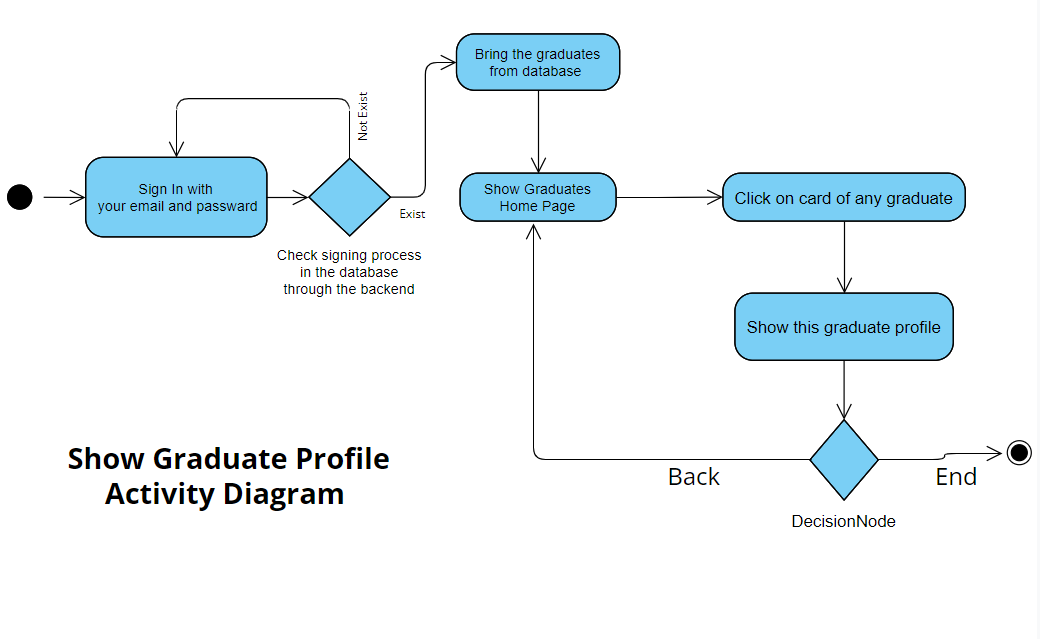 Bring the graduates
from database
Not Exist
Sign In with
your email and password
Exist
Show Graduates
Home Page
Click on card of any graduate
Check signing process
in the database
through the backend
Show this graduate profile
Show Graduate Profile
Activity Diagram
Back
End
DecisionNode